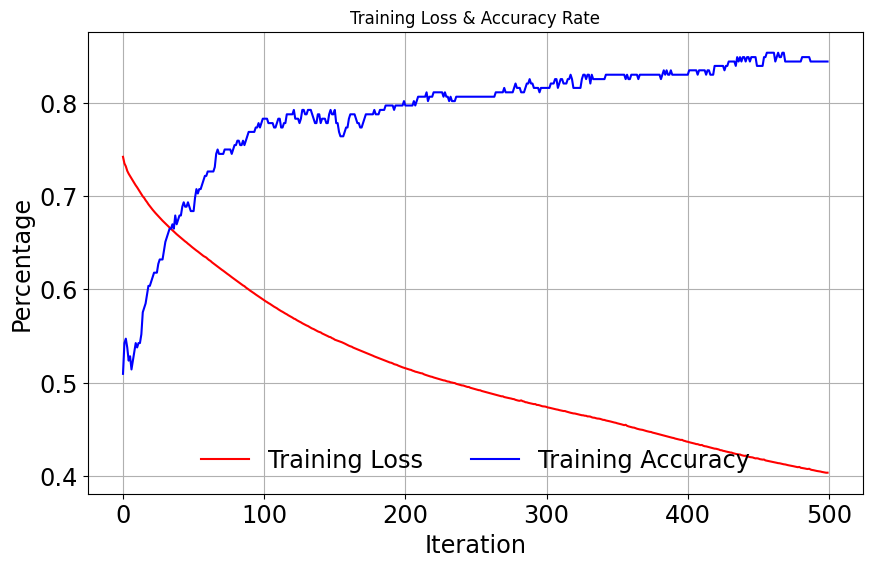 Training Loss & Accuracy Rate
Percentage
0.8
0.7
0.6
0.5
0.4
Training Loss
Training Accuracy
0
100
200
300
400
500
Iteration